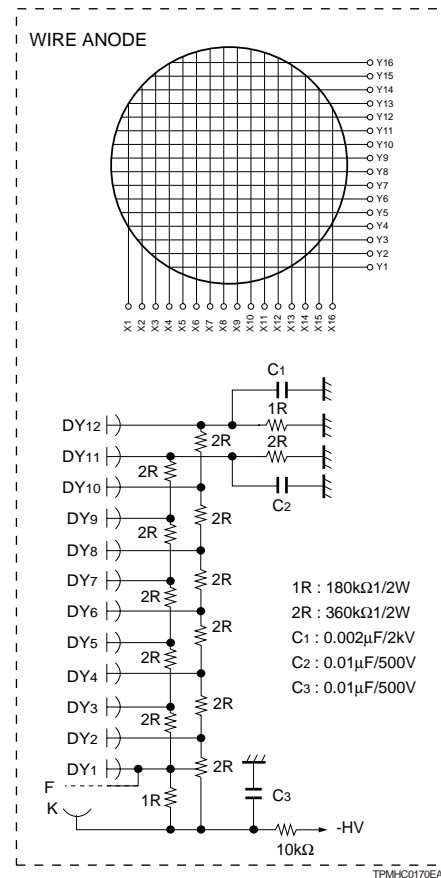 WIRE ANODE
Y16
Y15
Y14
Y13
Y12
Y11
Y10
Y9
Y8
Y7
Y6
Y5
Y4
Y3
Y2
Y1
X1
X2
X3
X4
X5
X6
X7
X8
X9
X10
X11
X12
X13
X14
X15
X16
C1
1R
DY12
2R
2R
DY11
2R
DY10
C2
DY9
2R
2R
DY8
DY7
2R
2R
DY6
2R
DY5
2R
DY4
DY3
2R
2R
DY2
DY1
2R
F
1R
K
C3
-HV
10kΩ
1R : 180kΩ1/2W
2R : 360kΩ1/2W
C1 : 0.002µF/2kV
C2 : 0.01µF/500V
C3 : 0.01µF/500V
TPMHC0170EA